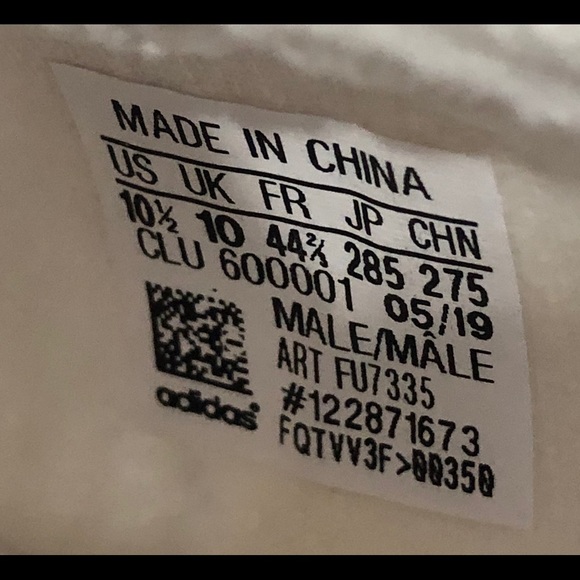 MADE IN CHINA
US UK FR JP CHN
10½ 10 44⅔ 285 275
CLU 600001 05/19
MALE/MÂLE
ART FU7335
#122871673
FQTVV3F>00350
adidas